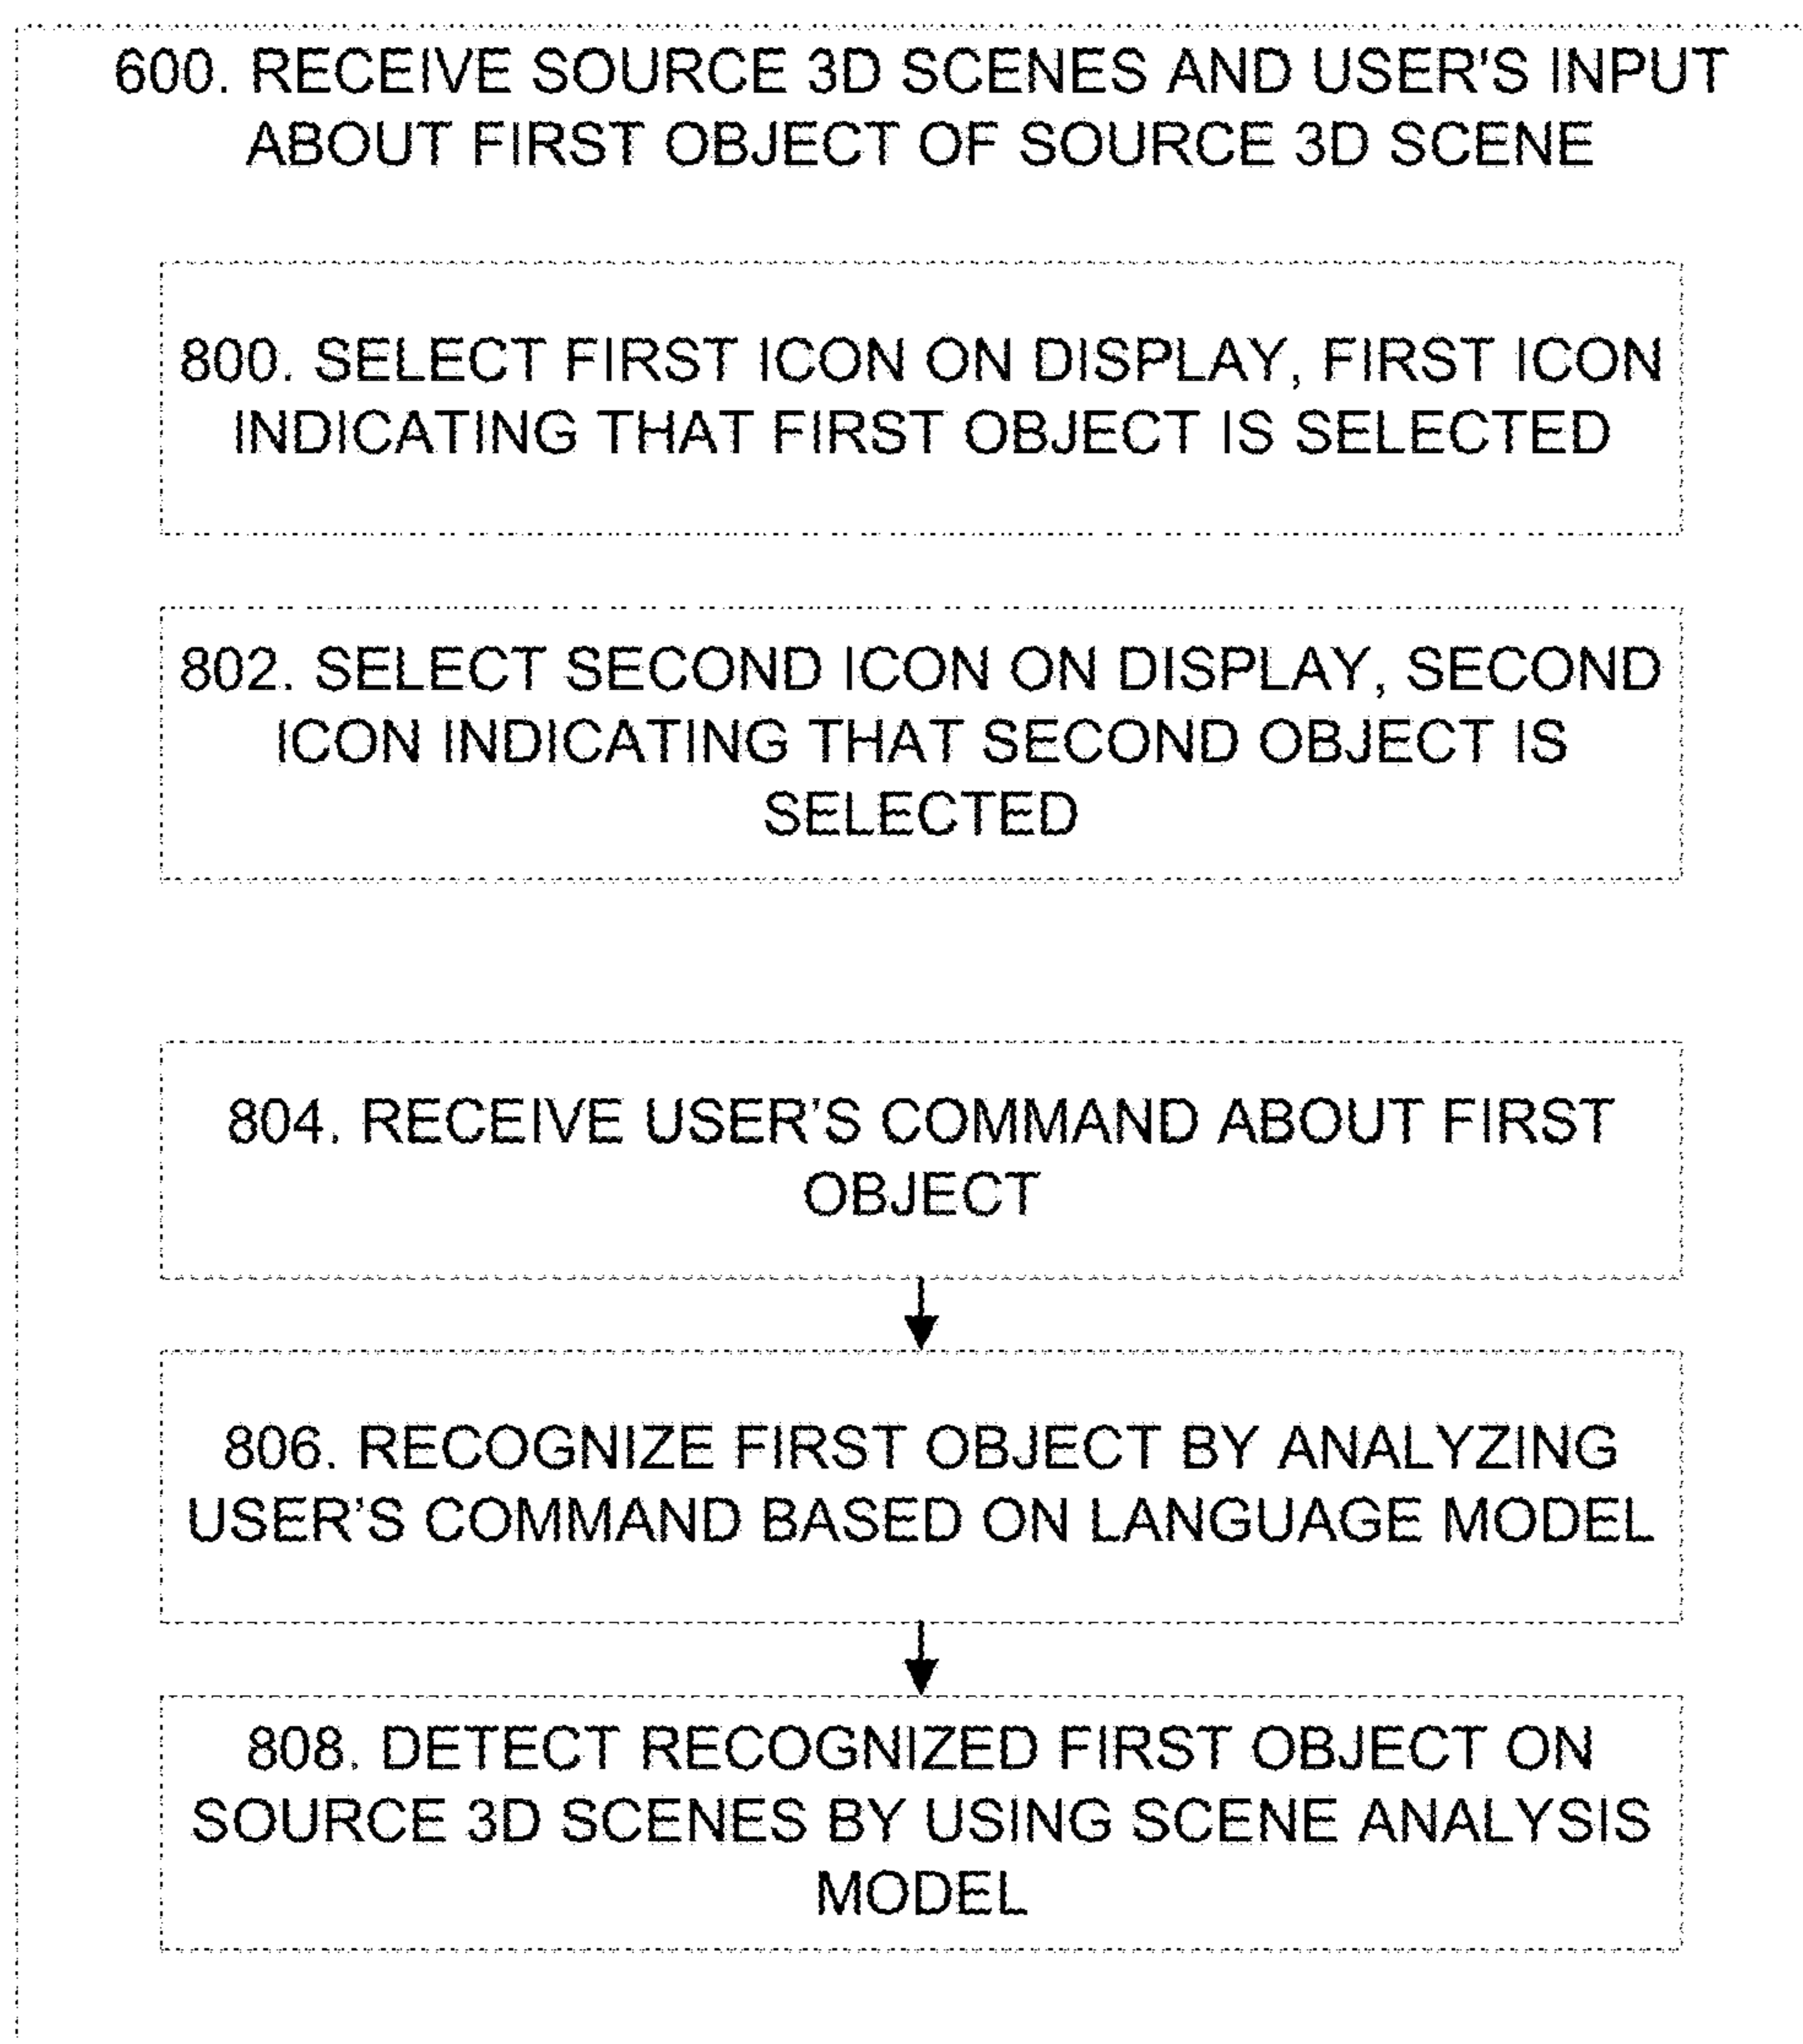 600. RECEIVE SOURCE 3D SCENES AND USER'S INPUT
ABOUT FIRST OBJECT OF SOURCE 3D SCENE
800. SELECT FIRST ICON ON DISPLAY, FIRST ICON
INDICATING THAT FIRST OBJECT IS SELECTED
802. SELECT SECOND ICON ON DISPLAY, SECOND
ICON INDICATING THAT SECOND OBJECT IS
SELECTED
804. RECEIVE USER’S COMMAND ABOUT FIRST
OBJECT
806. RECOGNIZE FIRST OBJECT BY ANALYZING
USER’S COMMAND BASED ON LANGUAGE MODEL
808. DETECT RECOGNIZED FIRST OBJECT ON
SOURCE 3D SCENES BY USING SCENE ANALYSIS
MODEL